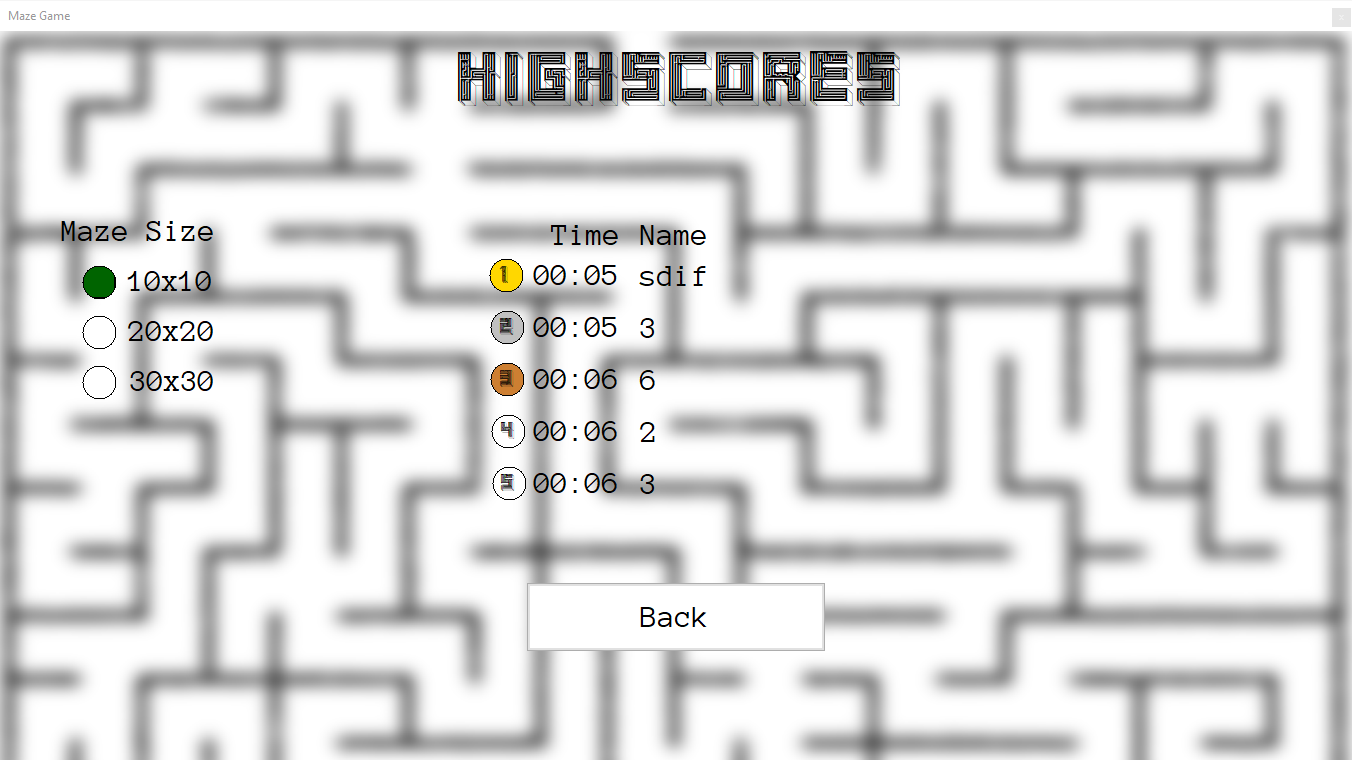 Maze Game
x
HIGHSCORES
Maze Size
10x10
20x20
30x30
Time Name
1 00:05 sdif
2 00:05 3
3 00:06 6
4 00:06 2
5 00:06 3
Back